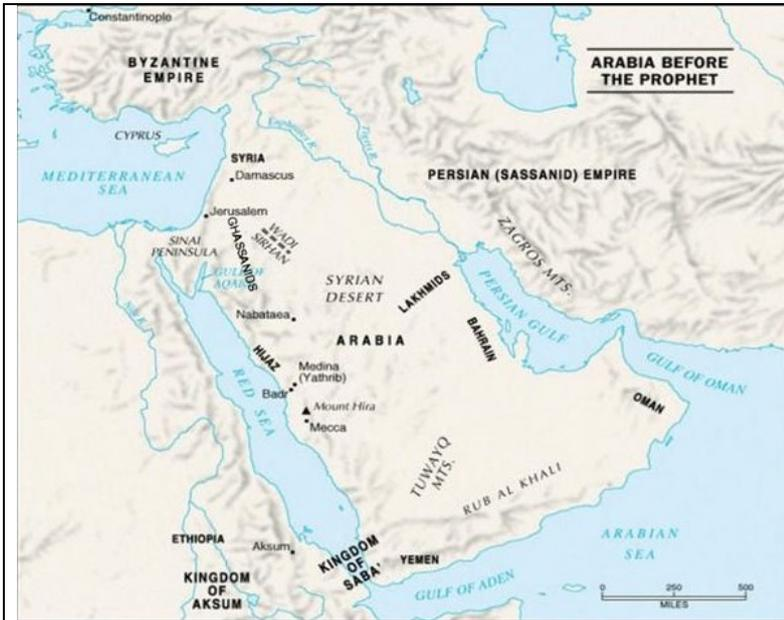 Constantinople
BYZANTINE
EMPIRE
ARABIA BEFORE
THE PROPHET
CYPRUS
MEDITERRANEAN
SEA
SYRIA
Damascus
Euphrates R.
Tigris R.
PERSIAN (SASSANID) EMPIRE
Jerusalem
GHASSANIDS
WADI
SIRHAN
SINAI
PENINSULA
GULF OF
AQABA
ZAGROS MTS.
SYRIAN
DESERT
LAKHMIDS
PERSIAN GULF
Nile R.
Nabataea
ARABIA
BAHRAIN
HIJAZ
Medina
(Yathrib)
Badr
Mount Hira
Mecca
RED SEA
GULF OF OMAN
OMAN
TUWAYQ
MTS.
RUB AL KHALI
ETHIOPIA
Aksum
KINGDOM
OF
SABA'
YEMEN
ARABIAN
SEA
KINGDOM
OF
AKSUM
GULF OF ADEN
0 250 500
MILES